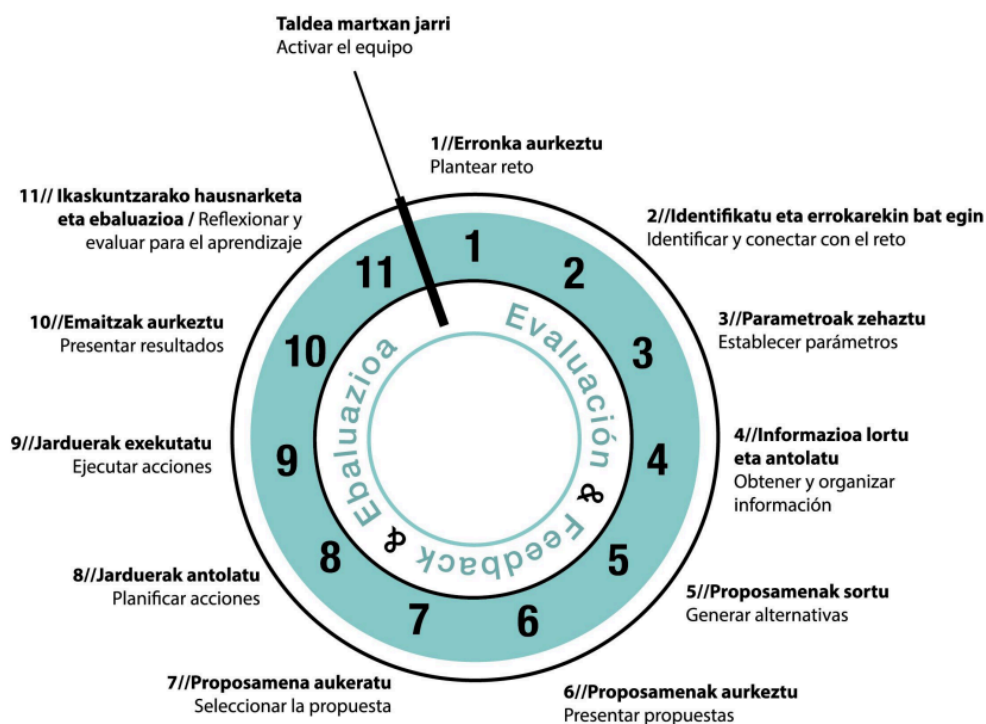 Taldea martxan jarri
Activar el equipo
1//Erronka aurkeztu
Plantear reto
2//Identifikatu eta errokarekin bat egin
Identificar y conectar con el reto
3//Parametroak zehaztu
Establecer parámetros
4//Informazioa lortu
eta antolatu
Obtener y organizar
información
5//Proposamenak sortu
Generar alternativas
6//Proposamenak aurkeztu
Presentar propuestas
7//Proposamena aukeratu
Seleccionar la propuesta
8//Jarduerak antolatu
Planificar acciones
9//Jarduerak exekutatu
Ejecutar acciones
10//Emaitzak aurkeztu
Presentar resultados
11// Ikaskuntzarako hausnarketa
eta ebaluazioa / Reflexionar y
evaluar para el aprendizaje
1
2
3
4
5
6
7
8
9
10
11
Evaluación & Feedback & Ebaluazioa